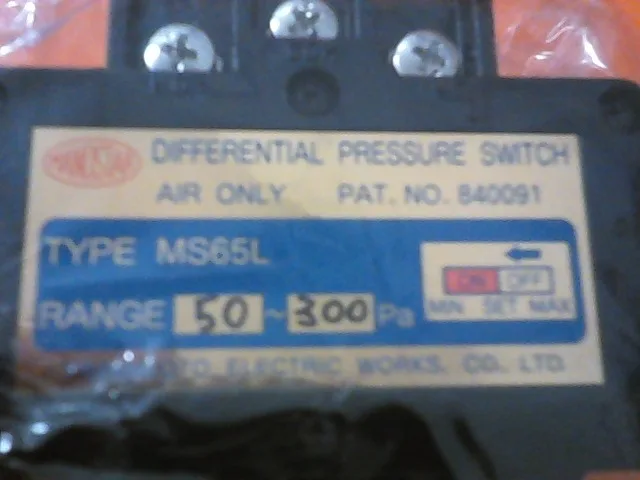 DIFFERENTIAL PRESSURE SWITCH
AIR ONLY PAT. NO. 840091
TYPE MS65L
RANGE 50 ~ 300 Pa
ON OFF
MIN SET MAX
ELECTRIC WORKS. CO., LTD.